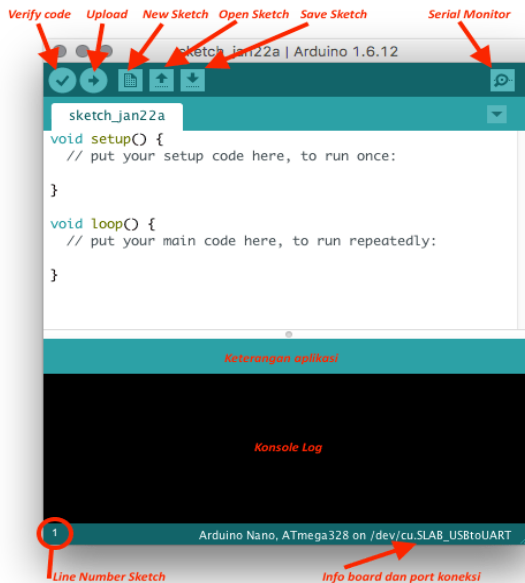 Verify code Upload New Sketch Open Sketch Save Sketch Serial Monitor
sketch_jan22a | Arduino 1.6.12
sketch_jan22a
void setup() {
// put your setup code here, to run once:
}
void loop() {
// put your main code here, to run repeatedly:
}
Keterangan aplikasi
Konsole Log
1
Arduino Nano, ATmega328 on /dev/cu.SLAB_USBtoUART
Line Number Sketch
Info board dan port koneksi